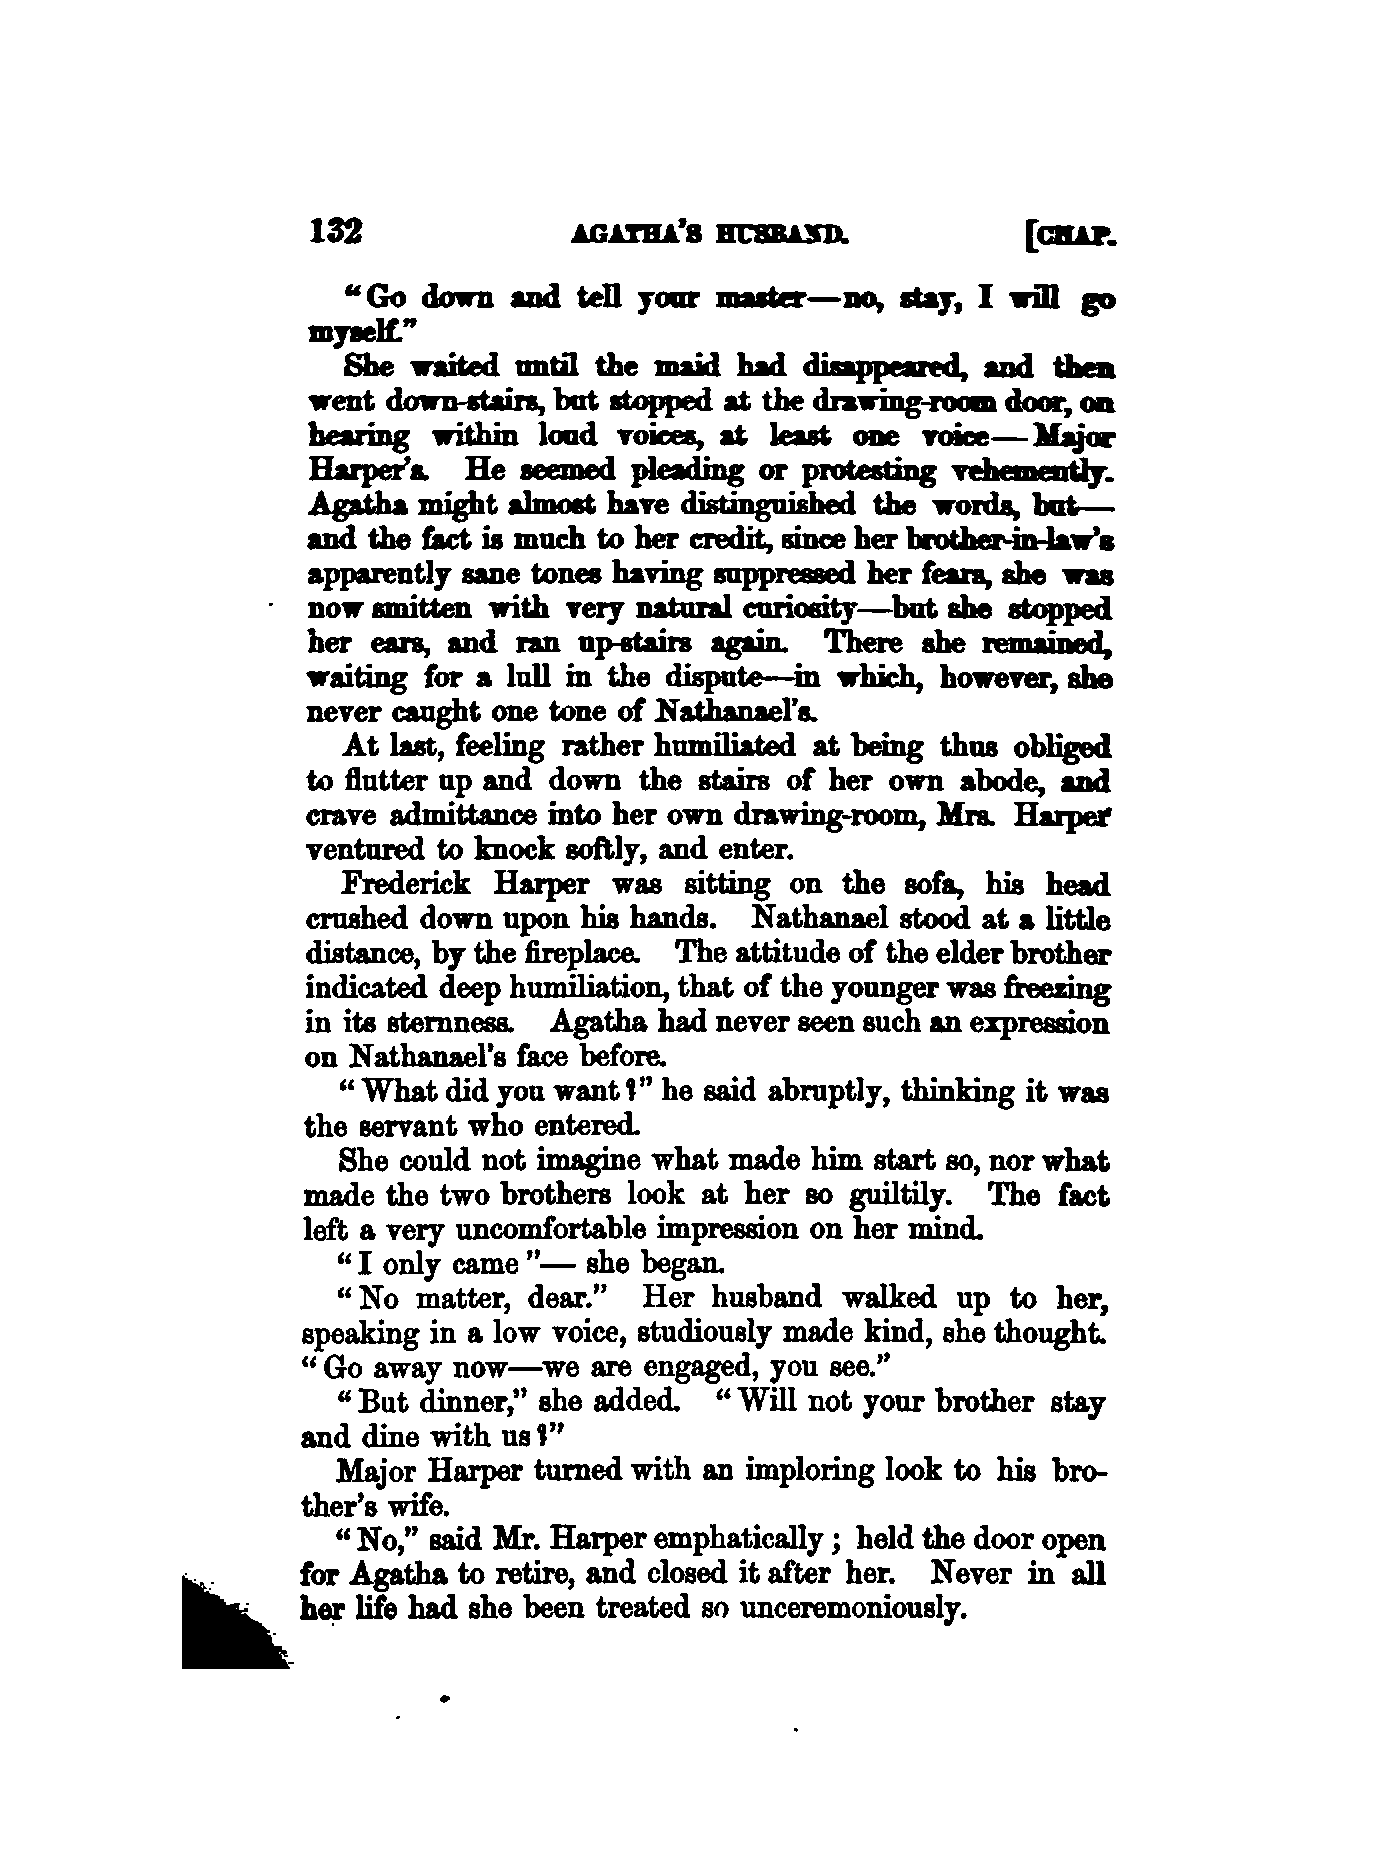 132 AGATHA'S HUSBAND. [CHAP.
"Go down and tell your master—no, stay, I will go
myself."
She waited until the maid had disappeared, and then
went down-stairs, but stopped at the drawing-room door, on
hearing within loud voices, at least one voice—Major
Harper's. He seemed pleading or protesting vehemently.
Agatha might almost have distinguished the words, but—
and the fact is much to her credit, since her brother-in-law's
apparently sane tones having suppressed her fears, she was
now smitten with very natural curiosity—but she stopped
her ears, and ran up-stairs again. There she remained,
waiting for a lull in the dispute—in which, however, she
never caught one tone of Nathanael's.
At last, feeling rather humiliated at being thus obliged
to flutter up and down the stairs of her own abode, and
crave admittance into her own drawing-room, Mrs. Harper
ventured to knock softly, and enter.
Frederick Harper was sitting on the sofa, his head
crushed down upon his hands. Nathanael stood at a little
distance, by the fireplace. The attitude of the elder brother
indicated deep humiliation, that of the younger was freezing
in its sternness. Agatha had never seen such an expression
on Nathanael's face before.
"What did you want?" he said abruptly, thinking it was
the servant who entered.
She could not imagine what made him start so, nor what
made the two brothers look at her so guiltily. The fact
left a very uncomfortable impression on her mind.
"I only came"— she began.
"No matter, dear." Her husband walked up to her,
speaking in a low voice, studiously made kind, she thought.
"Go away now—we are engaged, you see."
"But dinner," she added. "Will not your brother stay
and dine with us?"
Major Harper turned with an imploring look to his bro-
ther's wife.
"No," said Mr. Harper emphatically; held the door open
for Agatha to retire, and closed it after her. Never in all
her life had she been treated so unceremoniously.